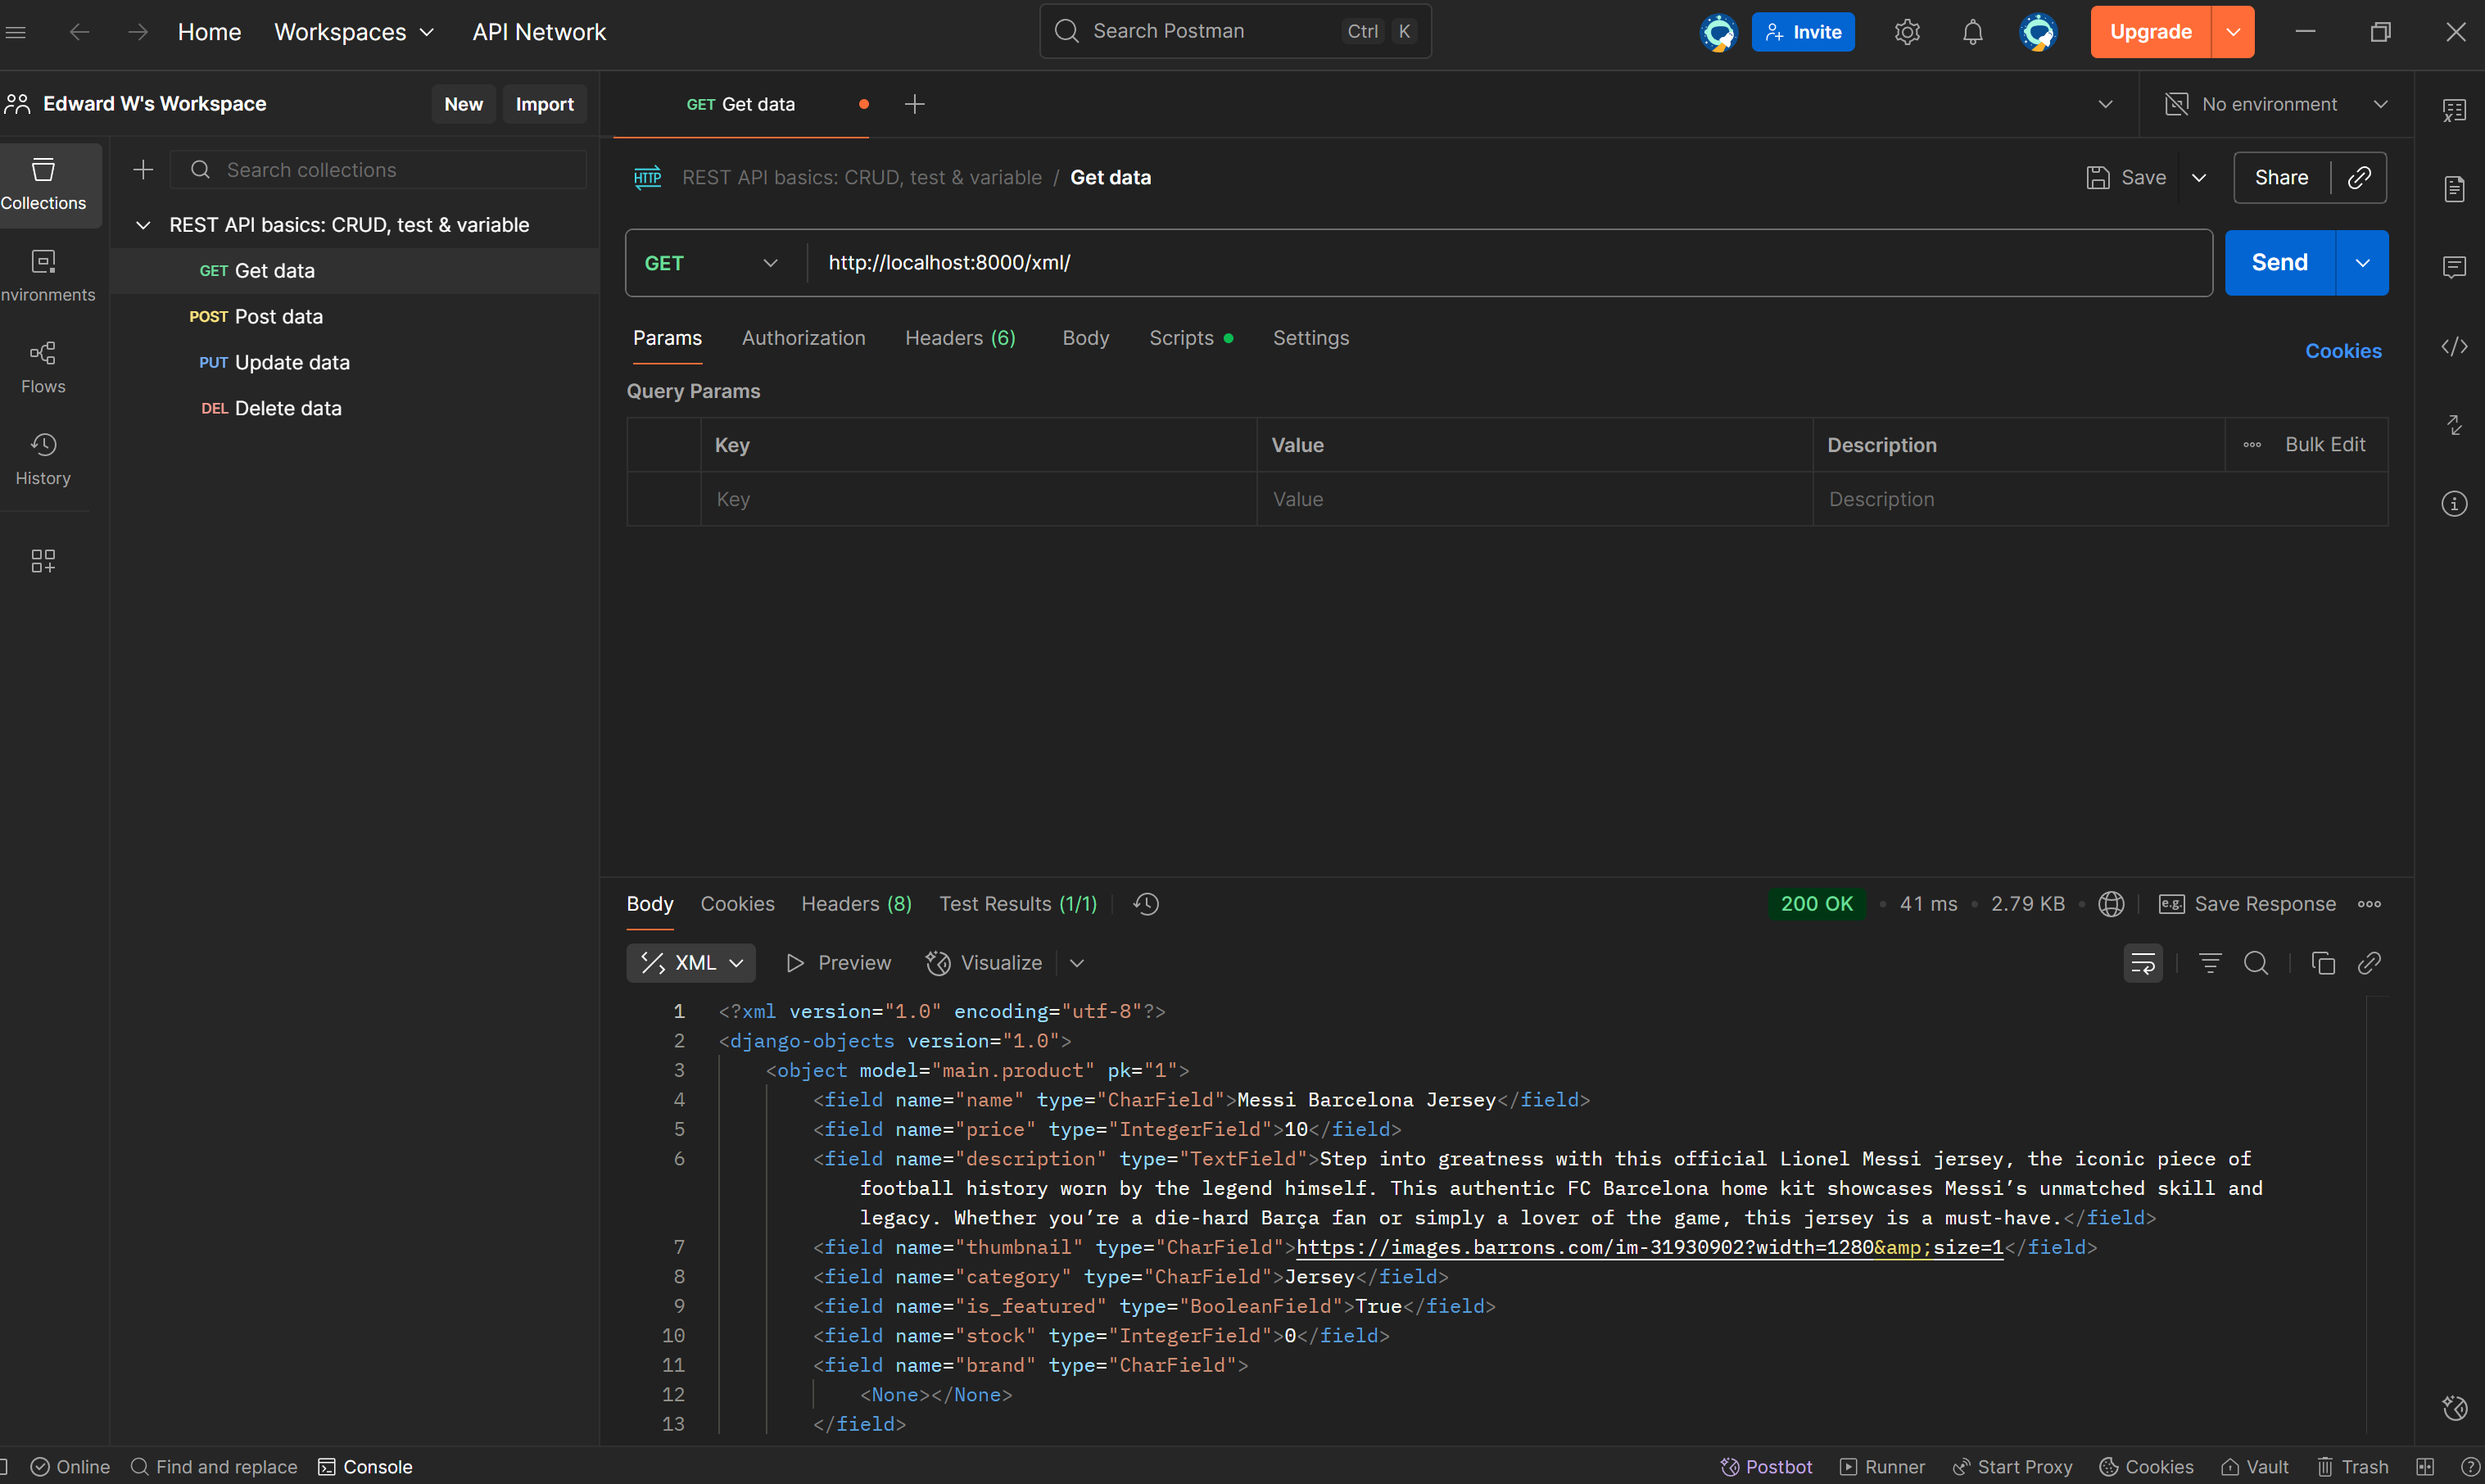 Home Workspaces API Network Search Postman Ctrl K Invite Upgrade
Edward W's Workspace New Import GET Get data No environment
Collections
Search collections
REST API basics: CRUD, test & variable / Get data Save Share
REST API basics: CRUD, test & variable
GET Get data
POST Post data
PUT Update data
DEL Delete data
nvironments
Flows
History
GET http://localhost:8000/xml/ Send
Params Authorization Headers (6) Body Scripts Settings Cookies
Query Params
Key Value Description Bulk Edit
Key Value Description
Body Cookies Headers (8) Test Results (1/1) 200 OK • 41 ms • 2.79 KB • e.g. Save Response
XML Preview Visualize
1 <?xml version="1.0" encoding="utf-8"?>
2 <django-objects version="1.0">
3 <object model="main.product" pk="1">
4 <field name="name" type="CharField">Messi Barcelona Jersey</field>
5 <field name="price" type="IntegerField">10</field>
6 <field name="description" type="TextField">Step into greatness with this official Lionel Messi jersey, the iconic piece of
football history worn by the legend himself. This authentic FC Barcelona home kit showcases Messi’s unmatched skill and
legacy. Whether you’re a die-hard Barça fan or simply a lover of the game, this jersey is a must-have.</field>
7 <field name="thumbnail" type="CharField">https://images.barrons.com/im-31930902?width=1280&amp;size=1</field>
8 <field name="category" type="CharField">Jersey</field>
9 <field name="is_featured" type="BooleanField">True</field>
10 <field name="stock" type="IntegerField">0</field>
11 <field name="brand" type="CharField">
12 <None></None>
13 </field>
Online Find and replace Console Postbot Runner Start Proxy Cookies Vault Trash